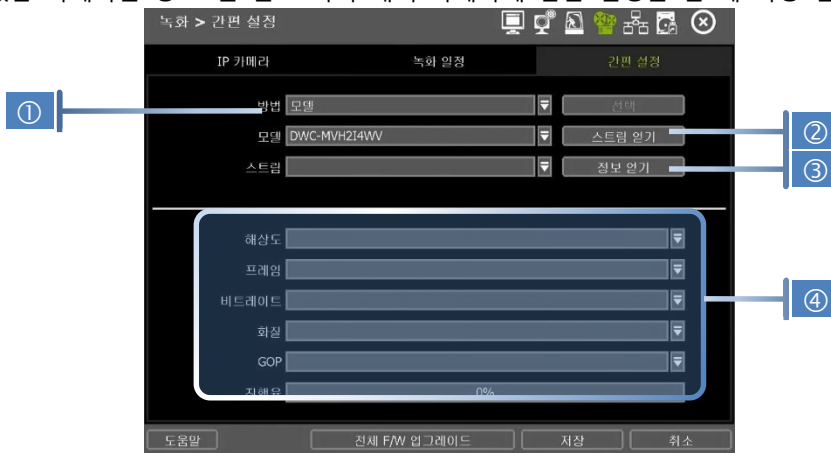 녹화 > 간편 설정
IP 카메라 녹화 일정 간편 설정
① 방법 모델 선택
모델 DWC-MVH2I4WV 스트림 얻기 ②
스트림 정보 얻기 ③
해상도
프레임
비트레이트 ④
화질
GOP
진행율 0%
도움말 전체 F/W 업그레이드 저장 취소